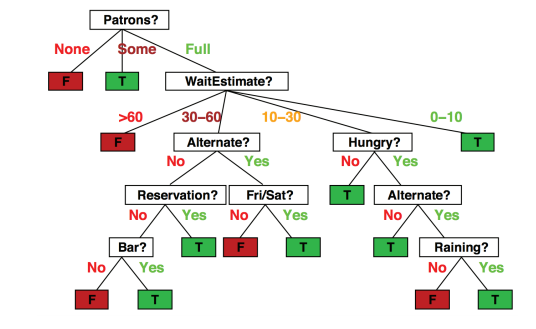 Patrons?
None Some Full
F T WaitEstimate?
>60 30–60 10–30 0–10
F Alternate? Hungry? T
No Yes No Yes
Reservation? Fri/Sat? T Alternate?
No Yes No Yes No Yes
Bar? T F T T Raining?
No Yes No Yes
F T F T